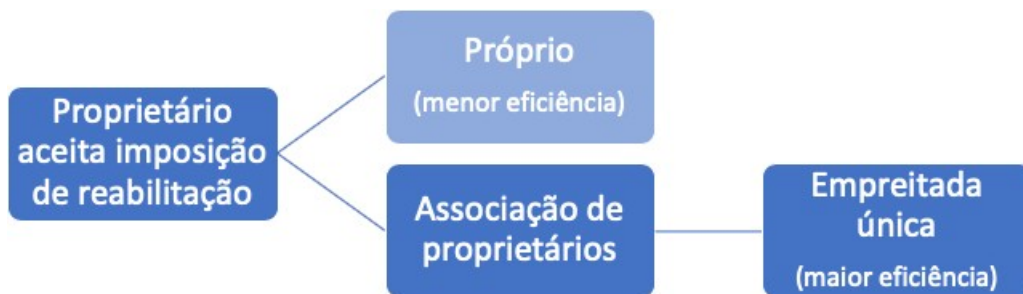 Proprietário
aceita imposição
de reabilitação
Próprio
(menor eficiência)
Associação de
proprietários
Empreitada
única
(maior eficiência)